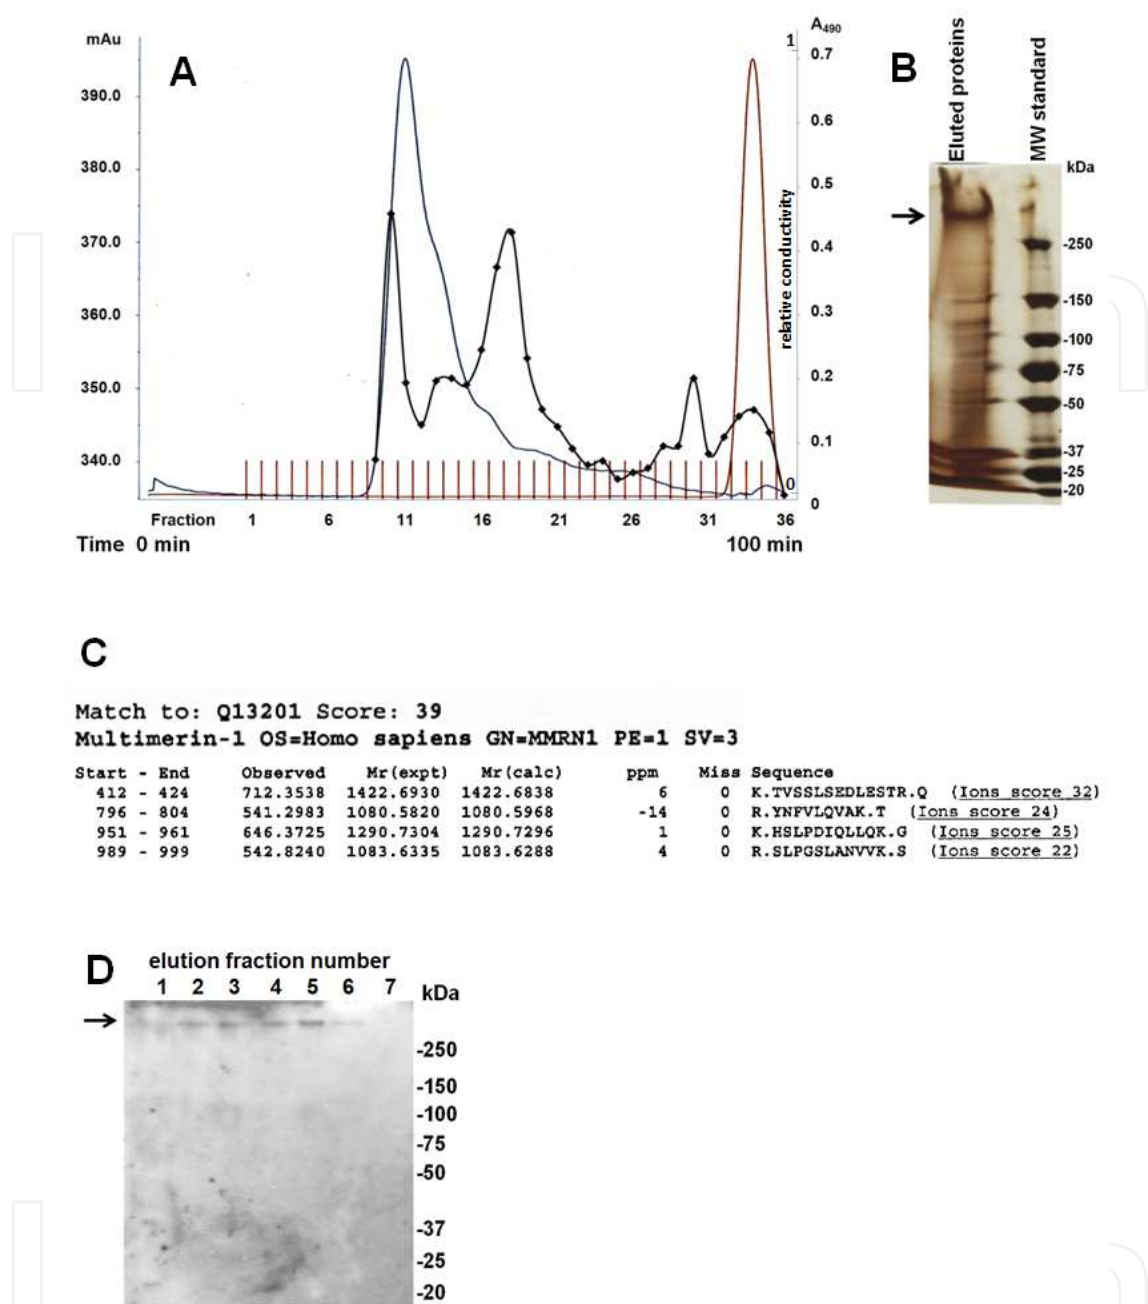 A
mAu
390.0
380.0
370.0
360.0
350.0
340.0
1
relative conductivity
0
A490
0.7
0.6
0.5
0.4
0.3
0.2
0.1
0
Fraction 1 6 11 16 21 26 31 36
Time 0 min 100 min
B
Eluted proteins
MW standard
kDa
-250
-150
-100
-75
-50
-37
-25
-20
C
Match to: Q13201 Score: 39
Multimerin-1 OS=Homo sapiens GN=MMRN1 PE=1 SV=3
Start - End Observed Mr(expt) Mr(calc) ppm Miss Sequence
412 - 424 712.3538 1422.6930 1422.6838 6 0 K.TVSSLSEDLESTR.Q (Ions score 32)
796 - 804 541.2983 1080.5820 1080.5968 -14 0 R.YNFVLQVAK.T (Ions score 24)
951 - 961 646.3725 1290.7304 1290.7296 1 0 K.HSLPDIQLLQK.G (Ions score 25)
989 - 999 542.8240 1083.6335 1083.6288 4 0 R.SLPGSLANVVK.S (Ions score 22)
D
elution fraction number
1 2 3 4 5 6 7
kDa
-250
-150
-100
-75
-50
-37
-25
-20